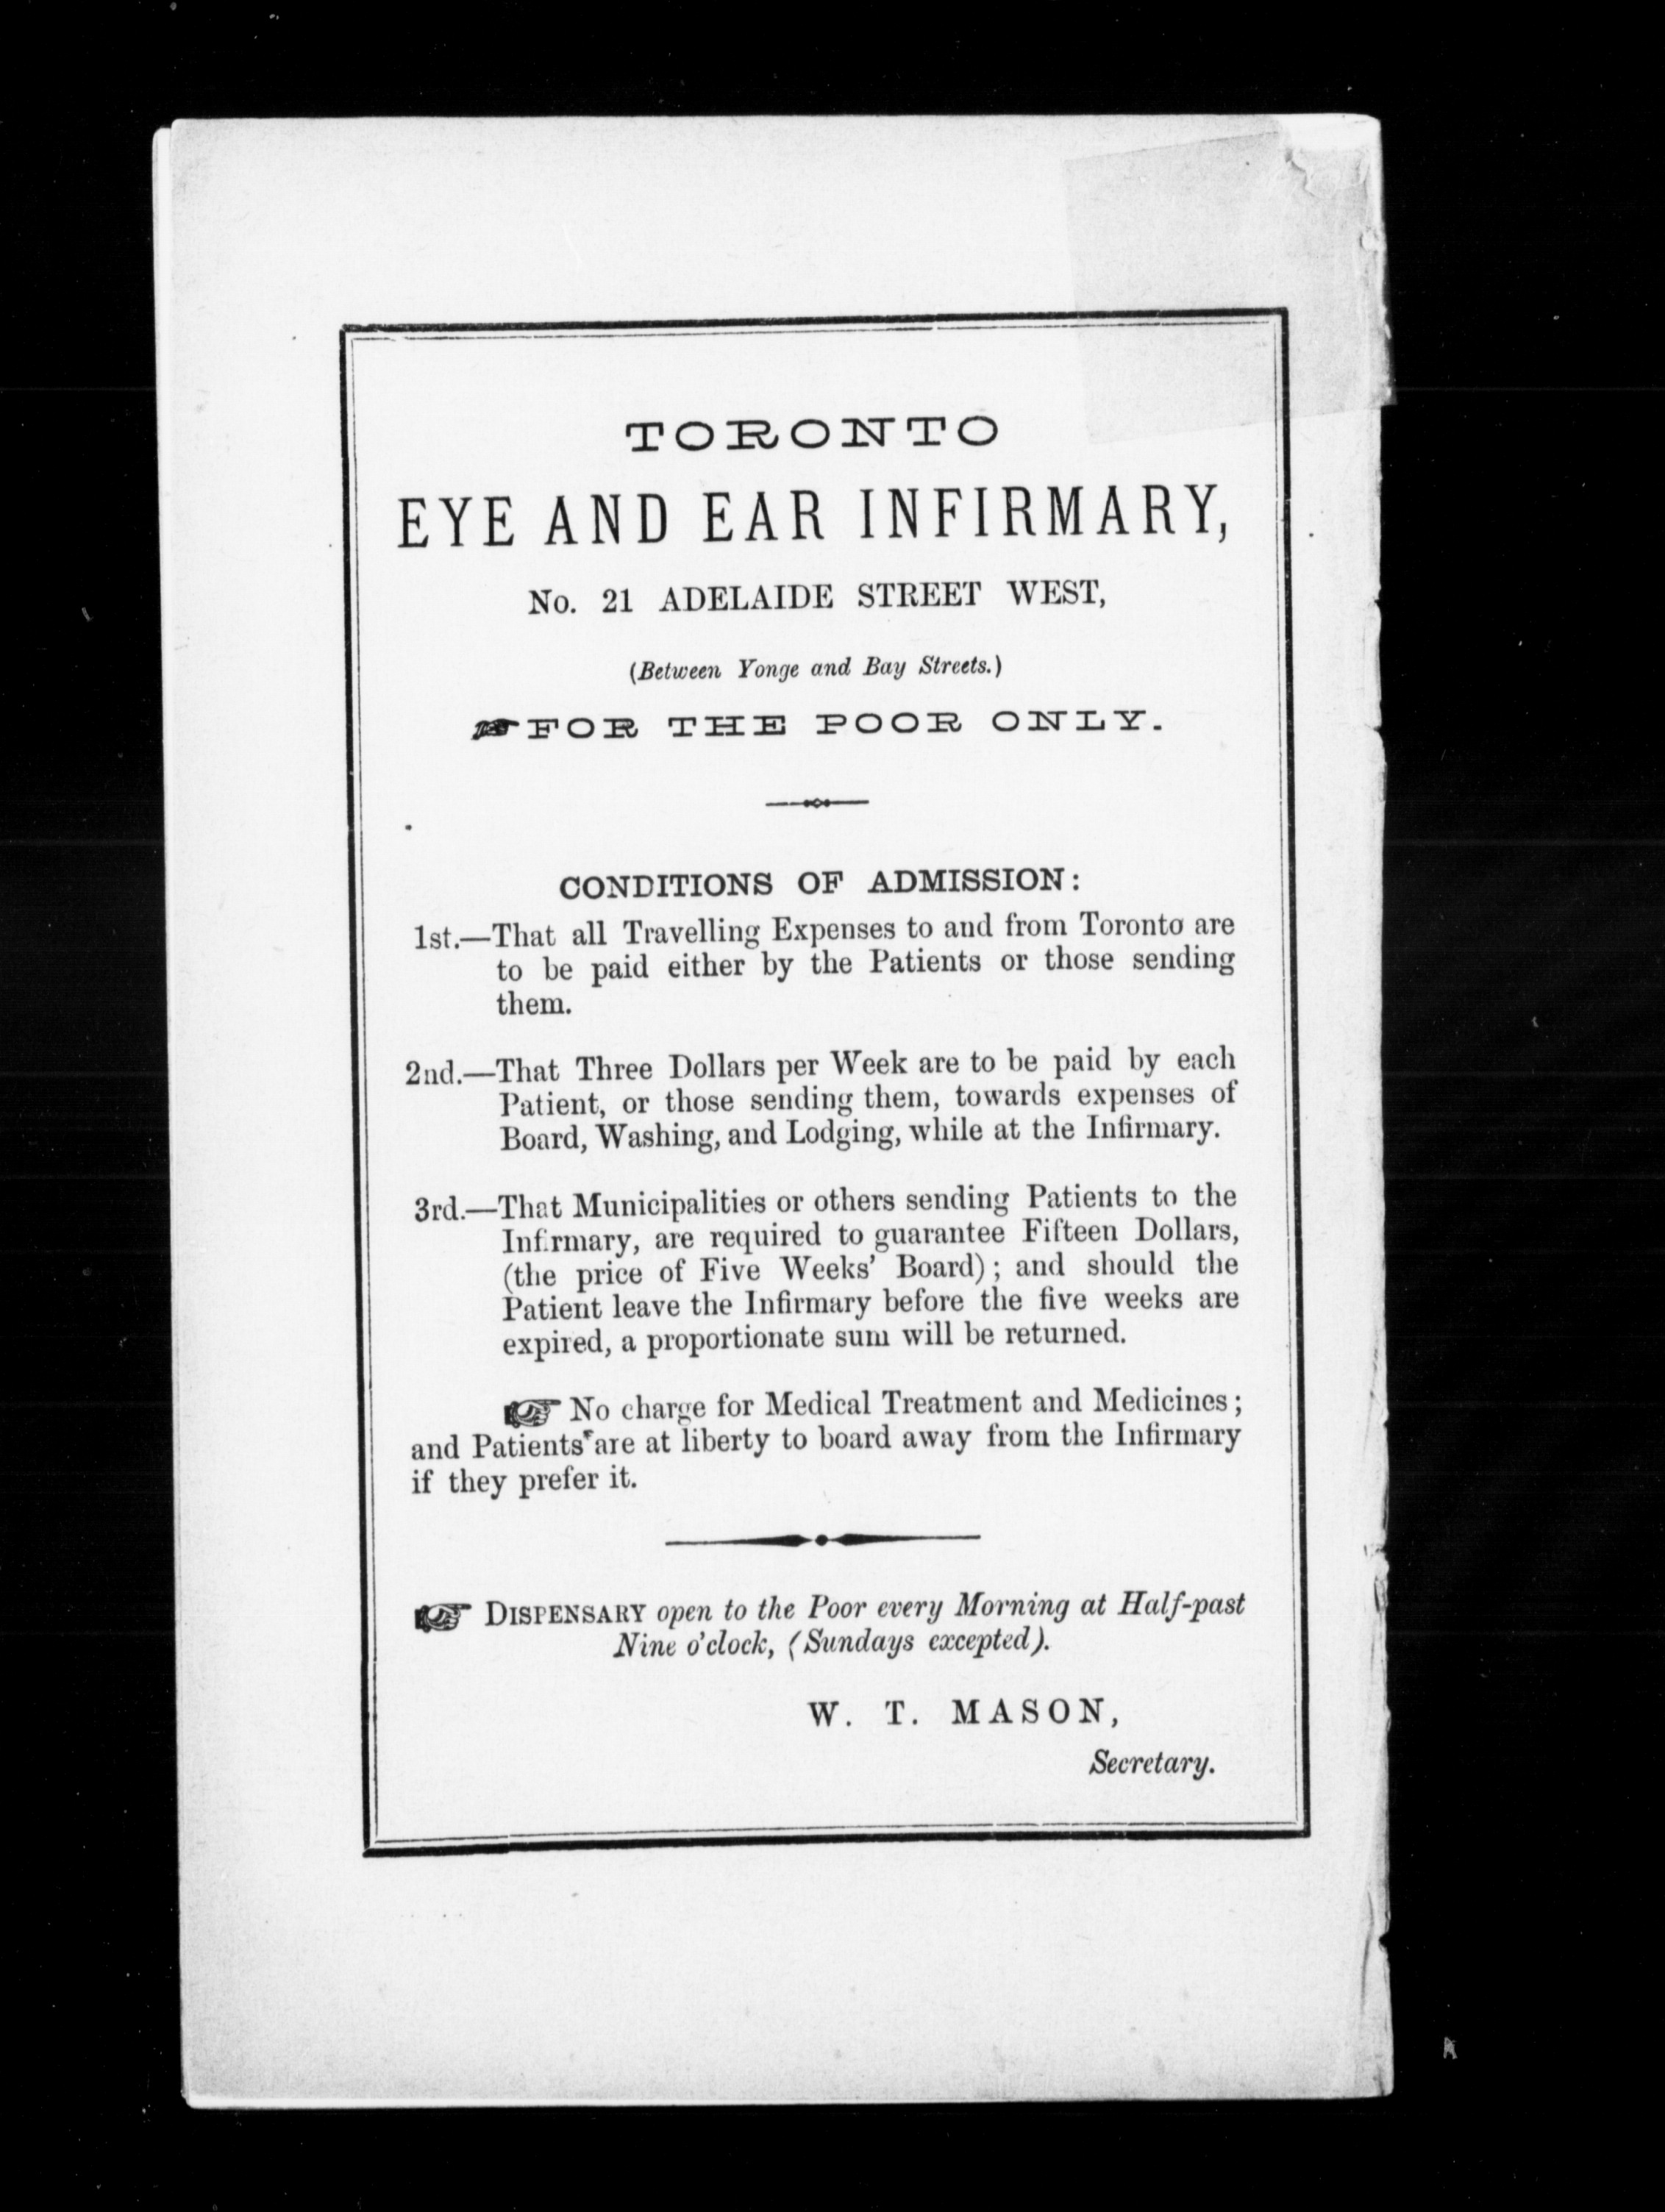 TORONTO
EYE AND EAR INFIRMARY,
No. 21 ADELAIDE STREET WEST,
(Between Yonge and Bay Streets.)
☞FOR THE POOR ONLY.
CONDITIONS OF ADMISSION:
1st.—That all Travelling Expenses to and from Toronto are
to be paid either by the Patients or those sending
them.
2nd.—That Three Dollars per Week are to be paid by each
Patient, or those sending them, towards expenses of
Board, Washing, and Lodging, while at the Infirmary.
3rd.—That Municipalities or others sending Patients to the
Infirmary, are required to guarantee Fifteen Dollars,
(the price of Five Weeks' Board); and should the
Patient leave the Infirmary before the five weeks are
expired, a proportionate sum will be returned.
☞ No charge for Medical Treatment and Medicines;
and Patients are at liberty to board away from the Infirmary
if they prefer it.
☞ DISPENSARY open to the Poor every Morning at Half-past
Nine o'clock, (Sundays excepted).
W. T. MASON,
Secretary.